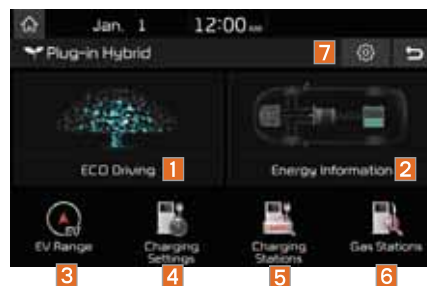 Jan. 1 12:00 AM
Plug-in Hybrid 7
ECO Driving 1
Energy Information 2
EV
EV Range
Charging Settings
Charging Stations
Gas Stations
3 4 5 6